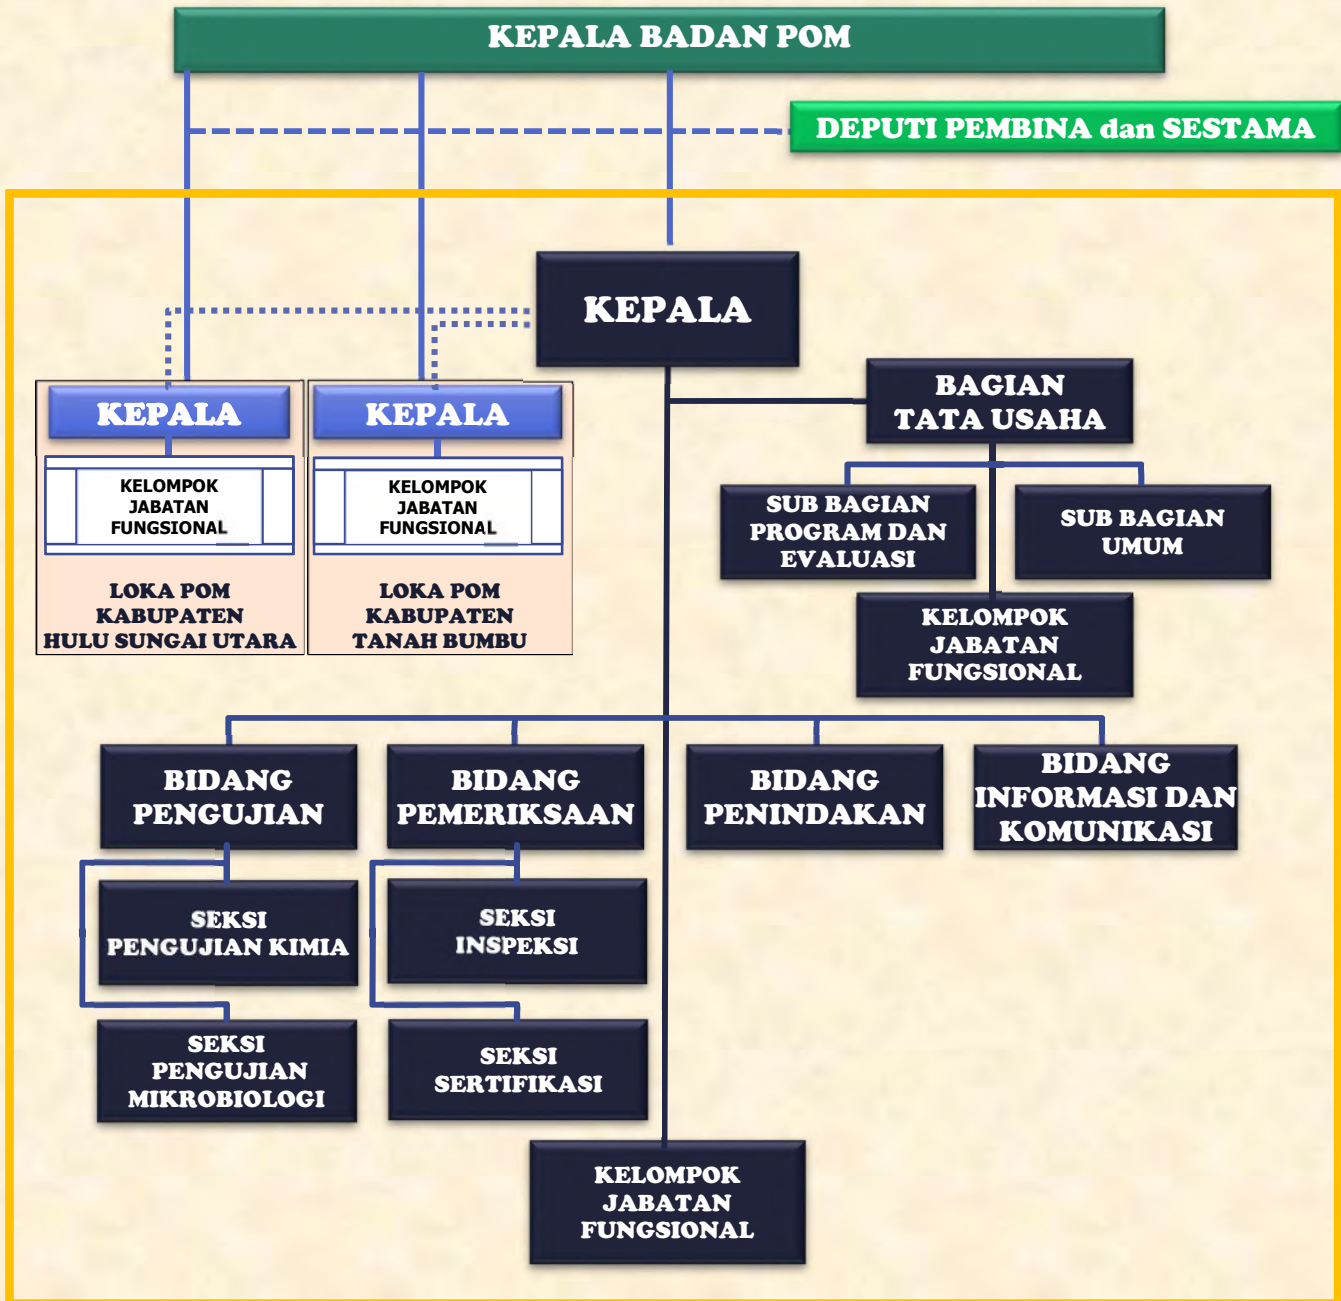 KEPALA BADAN POM
DEPUTI PEMBINA dan SESTAMA
KEPALA
BAGIAN
TATA USAHA
KEPALA
KEPALA
KELOMPOK
JABATAN
FUNGSIONAL
KELOMPOK
JABATAN
FUNGSIONAL
LOKA POM
KABUPATEN
HULU SUNGAI UTARA
LOKA POM
KABUPATEN
TANAH BUMBU
SUB BAGIAN
PROGRAM DAN
EVALUASI
SUB BAGIAN
UMUM
KELOMPOK
JABATAN
FUNGSIONAL
BIDANG
PENGUJIAN
BIDANG
PEMERIKSAAN
BIDANG
PENINDAKAN
BIDANG
INFORMASI DAN
KOMUNIKASI
SEKSI
PENGUJIAN KIMIA
SEKSI
INSPEKSI
SEKSI
PENGUJIAN
MIKROBIOLOGI
SEKSI
SERTIFIKASI
KELOMPOK
JABATAN
FUNGSIONAL